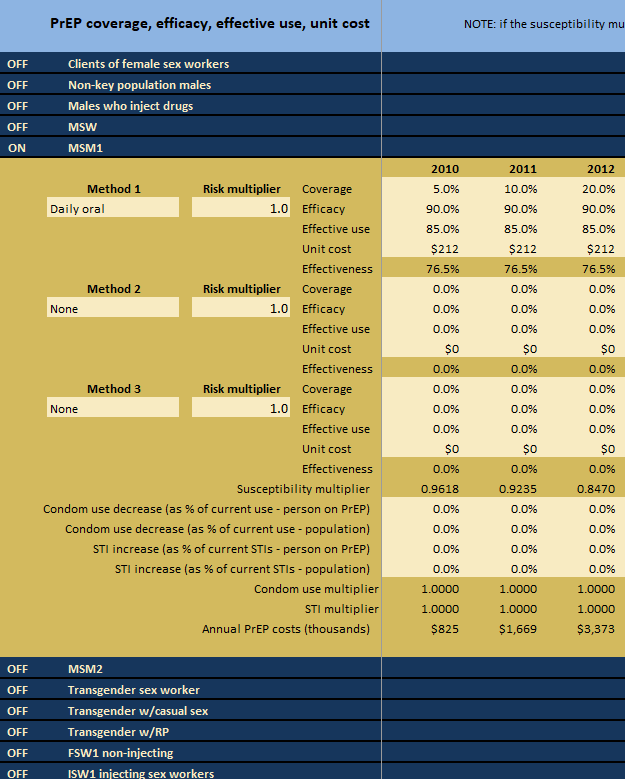 PrEP coverage, efficacy, effective use, unit cost NOTE: if the susceptibility mu
OFF Clients of female sex workers
OFF Non-key population males
OFF Males who inject drugs
OFF MSW
ON MSM1
2010 2011 2012
Method 1 Risk multiplier Coverage 5.0% 10.0% 20.0%
Daily oral 1.0 Efficacy 90.0% 90.0% 90.0%
Effective use 85.0% 85.0% 85.0%
Unit cost $212 $212 $212
Effectiveness 76.5% 76.5% 76.5%
Method 2 Risk multiplier Coverage 0.0% 0.0% 0.0%
None 1.0 Efficacy 0.0% 0.0% 0.0%
Effective use 0.0% 0.0% 0.0%
Unit cost $0 $0 $0
Effectiveness 0.0% 0.0% 0.0%
Method 3 Risk multiplier Coverage 0.0% 0.0% 0.0%
None 1.0 Efficacy 0.0% 0.0% 0.0%
Effective use 0.0% 0.0% 0.0%
Unit cost $0 $0 $0
Effectiveness 0.0% 0.0% 0.0%
Susceptibility multiplier 0.9618 0.9235 0.8470
Condom use decrease (as % of current use - person on PrEP) 0.0% 0.0% 0.0%
Condom use decrease (as % of current use - population) 0.0% 0.0% 0.0%
STI increase (as % of current STIs - person on PrEP) 0.0% 0.0% 0.0%
STI increase (as % of current STIs - population) 0.0% 0.0% 0.0%
Condom use multiplier 1.0000 1.0000 1.0000
STI multiplier 1.0000 1.0000 1.0000
Annual PrEP costs (thousands) $825 $1,669 $3,373
OFF MSM2
OFF Transgender sex worker
OFF Transgender w/casual sex
OFF Transgender w/RP
OFF FSW1 non-injecting
OFF ISW1 injecting sex workers